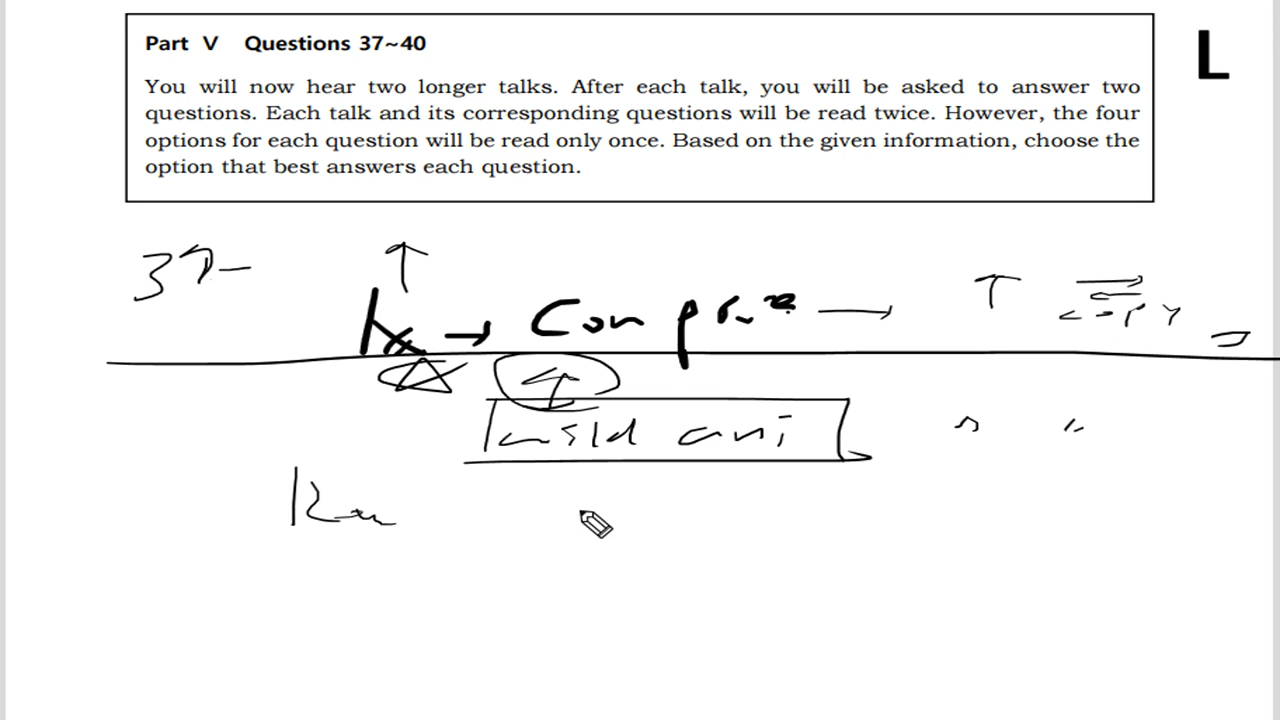 Part V Questions 37~40
L
You will now hear two longer talks. After each talk, you will be asked to answer two
questions. Each talk and its corresponding questions will be read twice. However, the four
options for each question will be read only once. Based on the given information, choose the
option that best answers each question.
37-
copy
ani